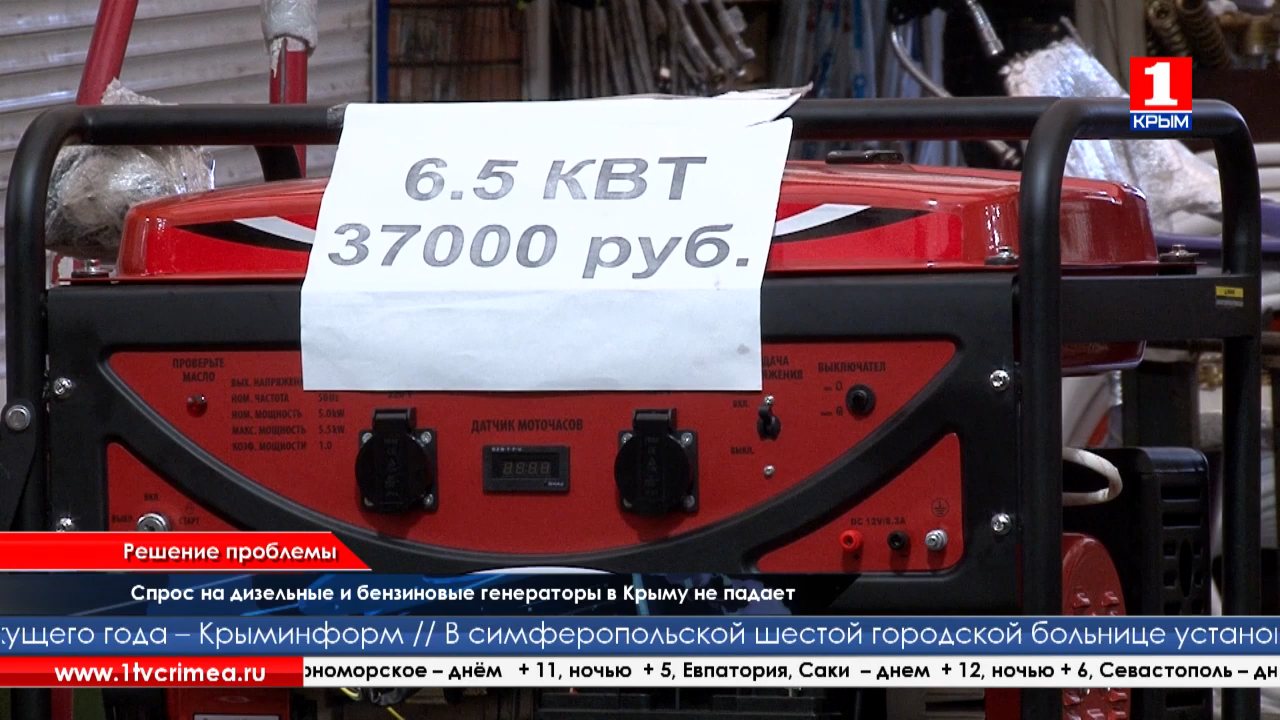 1
КРЫМ
6.5 КВТ
37000 руб.
ПРОВЕРЬТЕ
МАСЛО
ВЫХ. НАПРЯЖЕНИ
НОМ. ЧАСТОТА 50Hz
НОМ. МОЩНОСТЬ 5.0kW
МАКС. МОЩНОСТЬ 5.5kW
КОЭФ. МОЩНОСТИ 1.0
ДАТЧИК МОТОЧАСОВ
ВЫКЛЮЧАТЕЛ
ВКЛ.
ВЫКЛ.
ВКЛ.
СТАРТ
DC 12V/8.3A
Решение проблемы
Спрос на дизельные и бензиновые генераторы в Крыму не падает
кущего года – Крыминформ // В симферопольской шестой городской больнице устано
www.1tvcrimea.ru
рноморское – днём + 11, ночью + 5, Евпатория, Саки – днем + 12, ночью + 6, Севастополь – дн